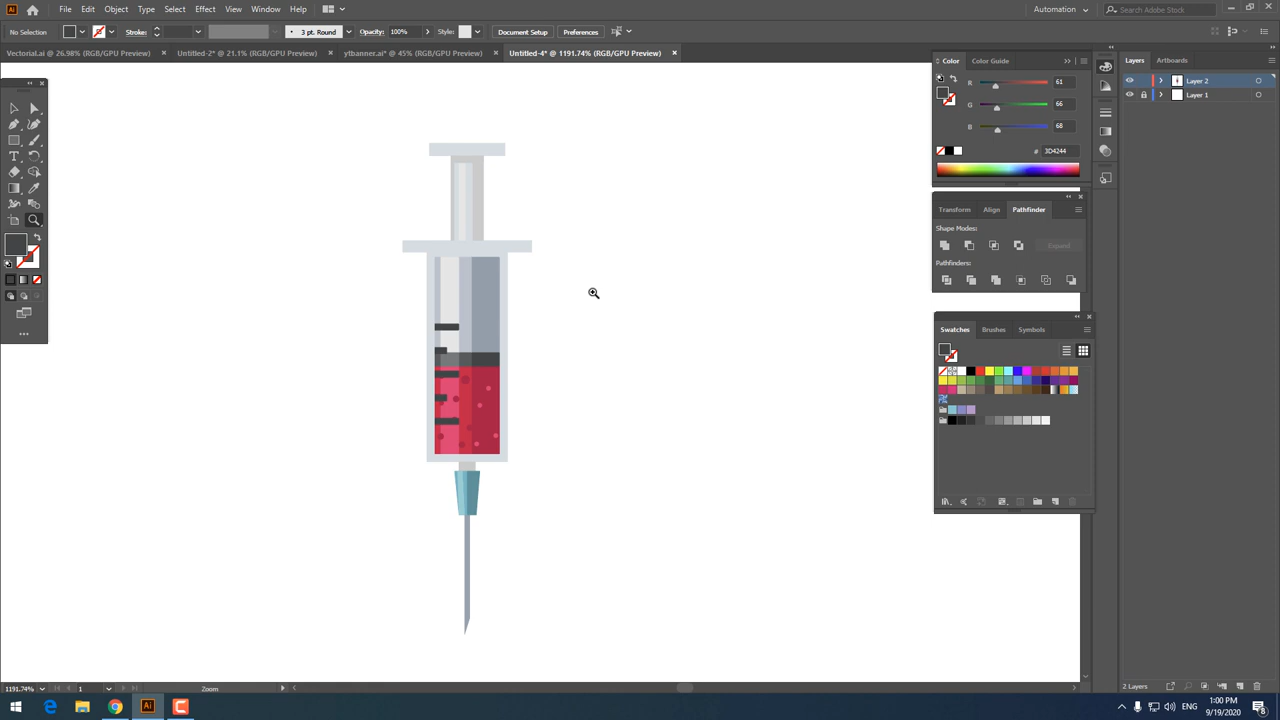 Ai File Edit Object Type Select Effect View Window Help Automation Search Adobe Stock
No Selection Stroke: 3 pt. Round Opacity: 100% Style: Document Setup Preferences
Vectorial.ai @ 26.98% (RGB/GPU Preview) × Untitled-2* @ 21.1% (RGB/GPU Preview) × ytbanner.ai* @ 45% (RGB/GPU Preview) × Untitled-4* @ 1191.74% (RGB/GPU Preview) ×
Color Color Guide
R 61
G 66
B 68
# 3D4244
Layers Artboards
Layer 2
Layer 1
Transform Align Pathfinder
Shape Modes:
Expand
Pathfinders:
Swatches Brushes Symbols
1191.74% 1 Zoom
2 Layers
Ai ENG 1:00 PM
9/19/2020